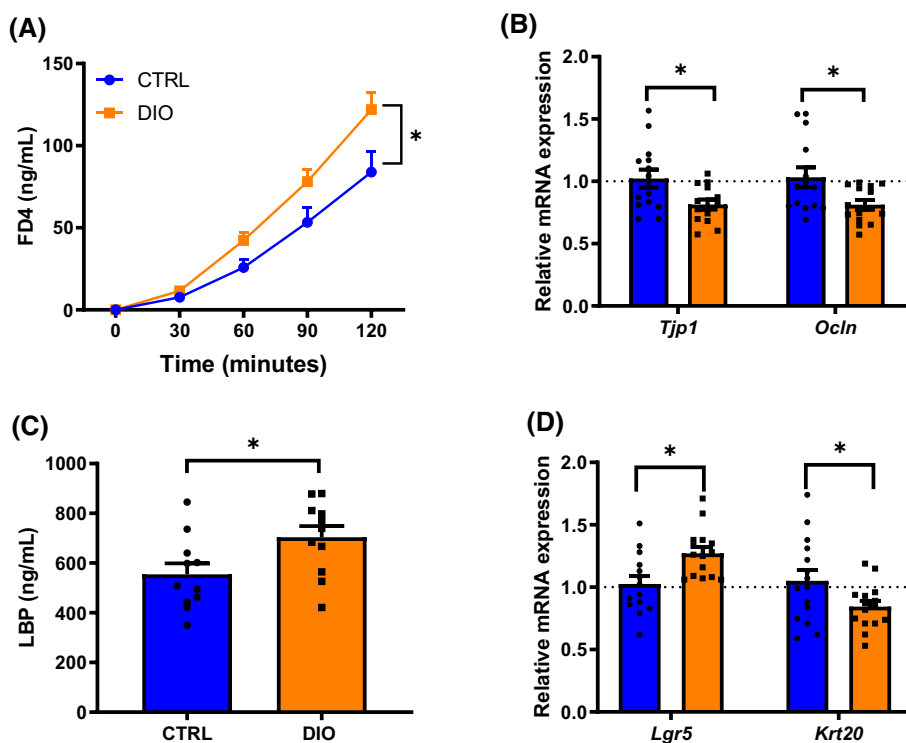 (A)
150
100
50
0
FD4 (ng/mL)
CTRL
DIO
*
0 30 60 90 120
Time (minutes)
(B)
2.0
1.5
1.0
0.5
0.0
Relative mRNA expression
* *
Tjp1 Ocln
(C)
1000
800
600
400
200
0
LBP (ng/mL)
*
CTRL DIO
(D)
2.0
1.5
1.0
0.5
0.0
Relative mRNA expression
* *
Lgr5 Krt20